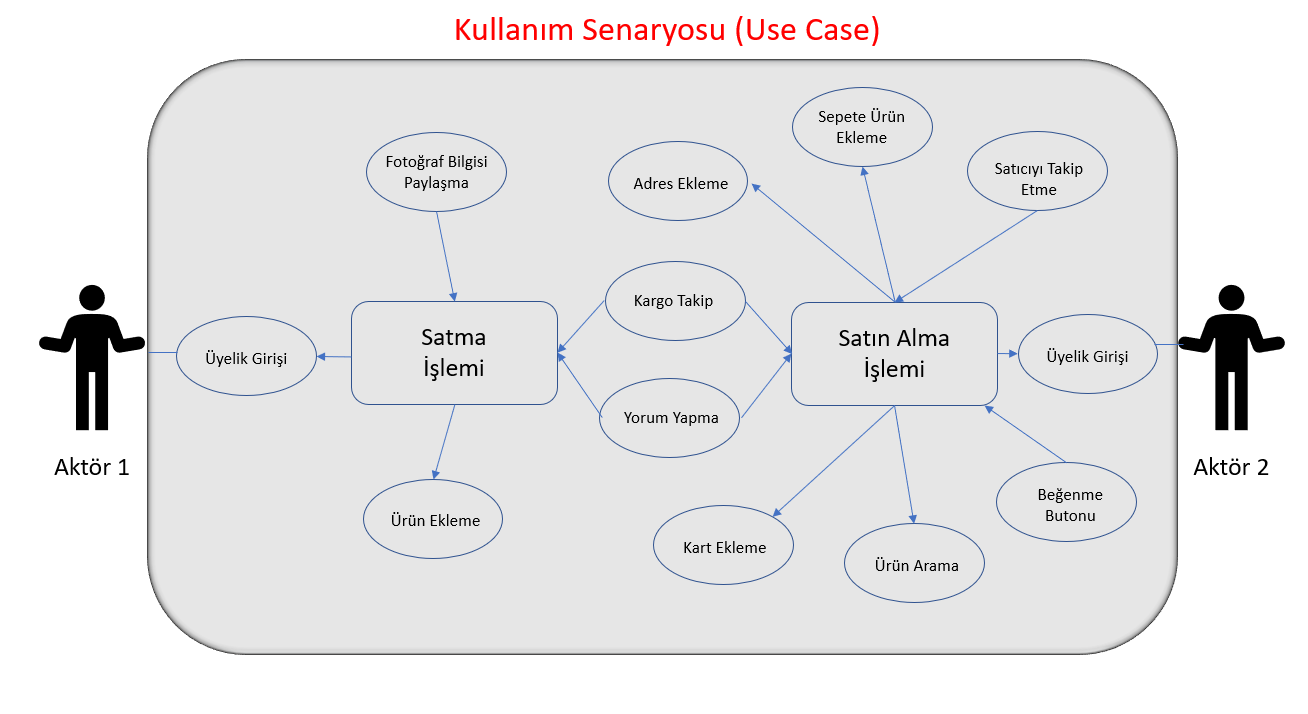 Kullanım Senaryosu (Use Case)
Sepete Ürün
Ekleme
Fotoğraf Bilgisi
Paylaşma
Adres Ekleme
Satıcıyı Takip
Etme
Kargo Takip
Satma
İşlemi
Satın Alma
İşlemi
Üyelik Girişi
Üyelik Girişi
Yorum Yapma
Aktör 1
Aktör 2
Ürün Ekleme
Beğenme
Butonu
Kart Ekleme
Ürün Arama